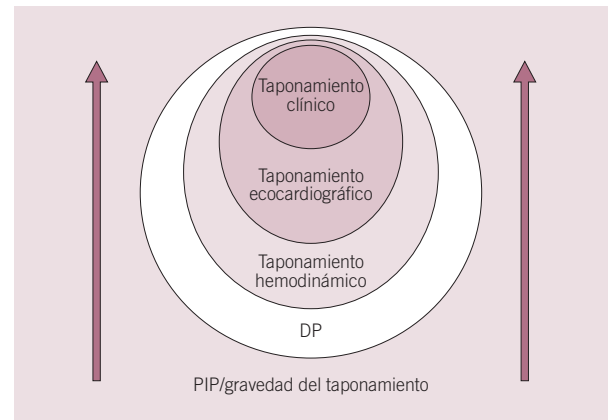 Taponamiento
clínico
Taponamiento
ecocardiográfico
Taponamiento
hemodinámico
DP
PIP/gravedad del taponamiento